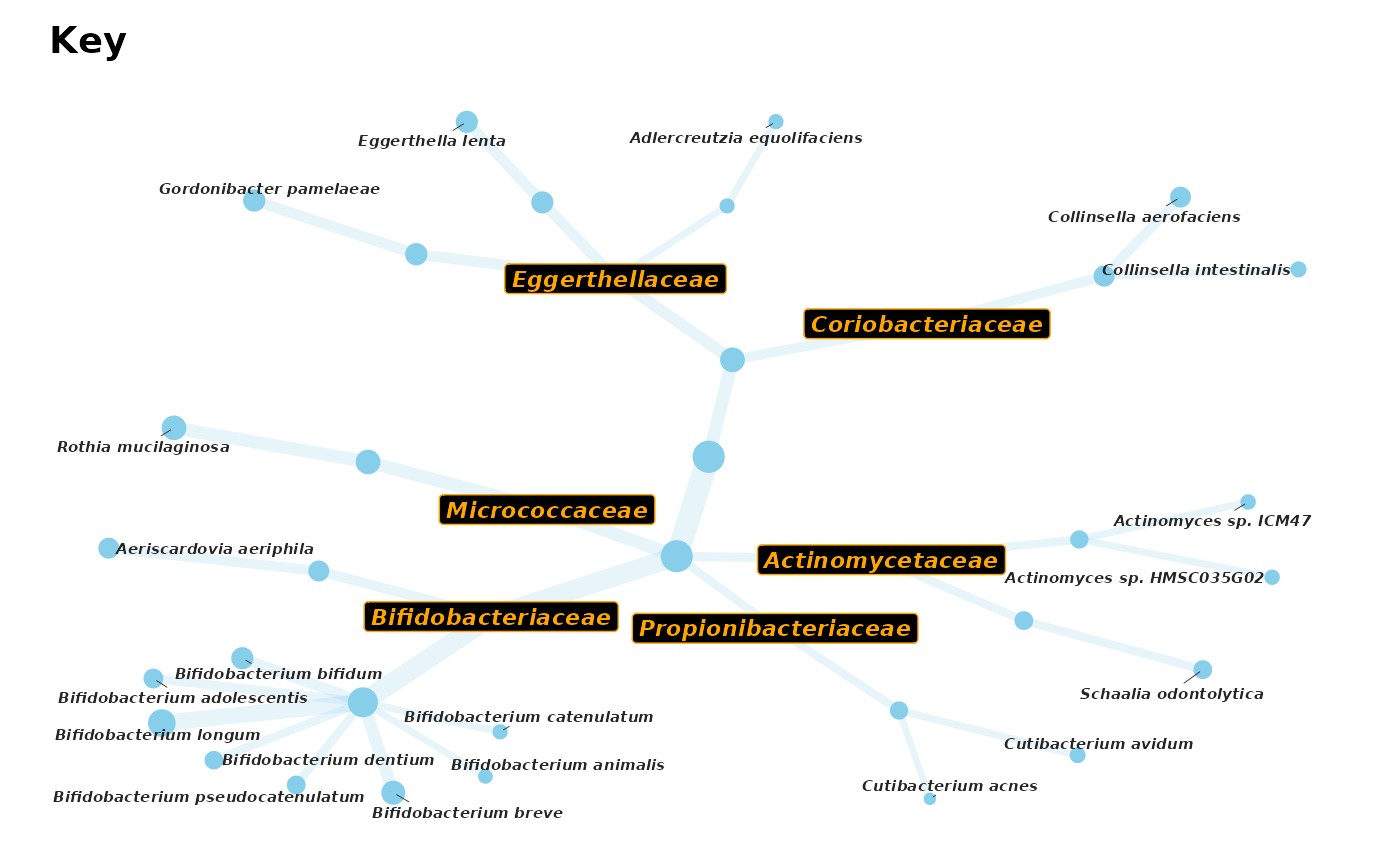 Key
Eggerthella lenta
Adlercreutzia equolifaciens
Gordonibacter pamelaeae
Collinsella aerofaciens
Collinsella intestinalis
Eggerthellaceae
Coriobacteriaceae
Rothia mucilaginosa
Micrococcaceae
Actinomyces sp. ICM47
Aeriscardovia aeriphila
Actinomycetaceae
Actinomyces sp. HMSC035G02
Bifidobacteriaceae
Propionibacteriaceae
Bifidobacterium bifidum
Bifidobacterium adolescentis
Schaalia odontolytica
Bifidobacterium catenulatum
Bifidobacterium longum
Cutibacterium avidum
Bifidobacterium dentium
Bifidobacterium animalis
Cutibacterium acnes
Bifidobacterium pseudocatenulatum
Bifidobacterium breve